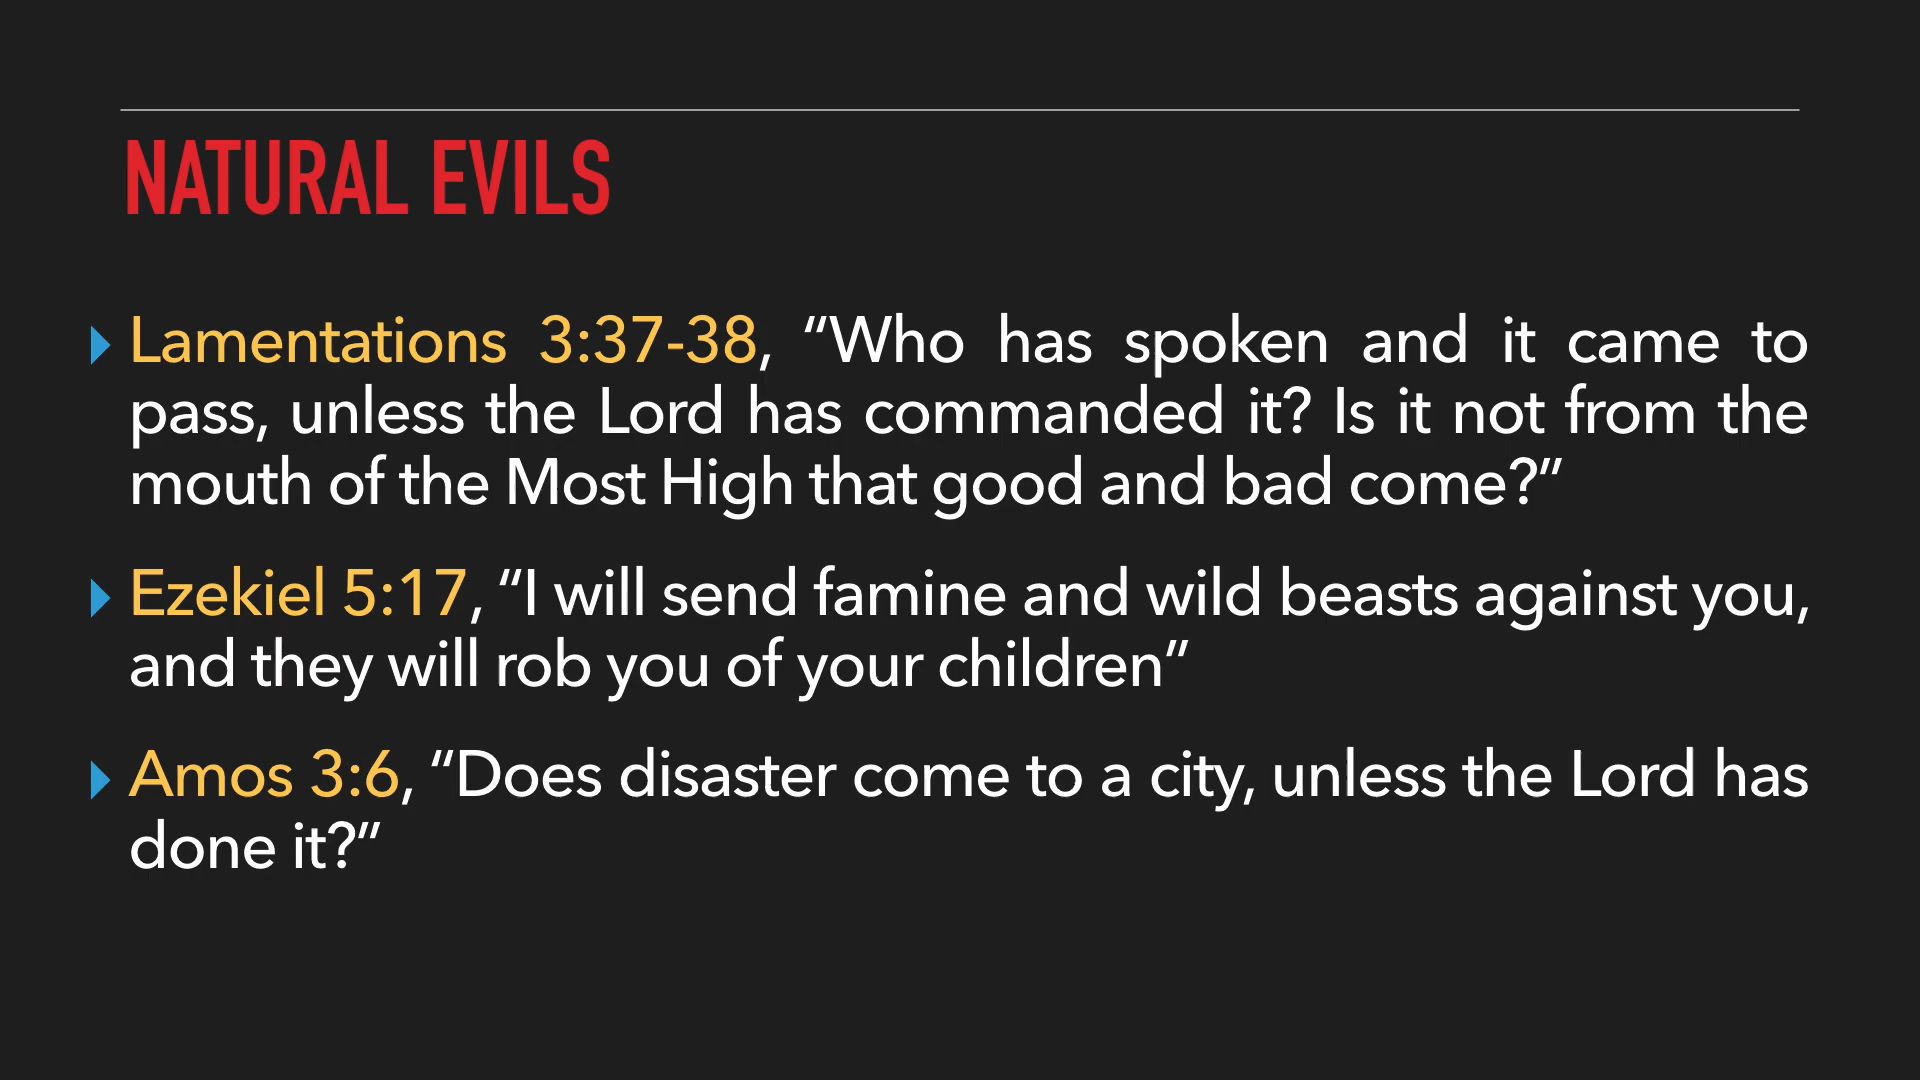 NATURAL EVILS
Lamentations 3:37-38, “Who has spoken and it came to
pass, unless the Lord has commanded it? Is it not from the
mouth of the Most High that good and bad come?”
Ezekiel 5:17, “I will send famine and wild beasts against you,
and they will rob you of your children”
Amos 3:6, “Does disaster come to a city, unless the Lord has
done it?”